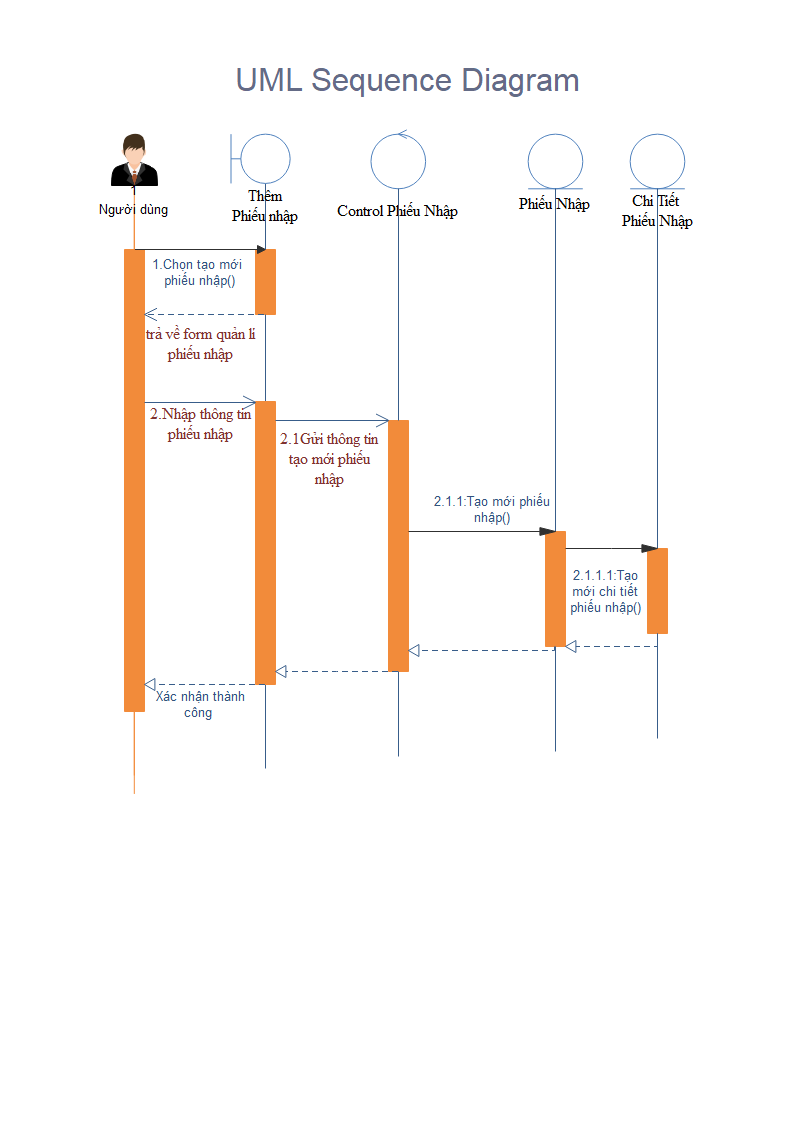 UML Sequence Diagram
Người dùng
Thêm
Phiếu nhập
Control Phiếu Nhập
Phiếu Nhập
Chi Tiết
Phiếu Nhập
1.Chọn tạo mới
phiếu nhập()
trả về form quản lí
phiếu nhập
2.Nhập thông tin
phiếu nhập
2.1Gửi thông tin
tạo mới phiếu
nhập
2.1.1:Tạo mới phiếu
nhập()
2.1.1.1:Tạo
mới chi tiết
phiếu nhập()
Xác nhận thành
công